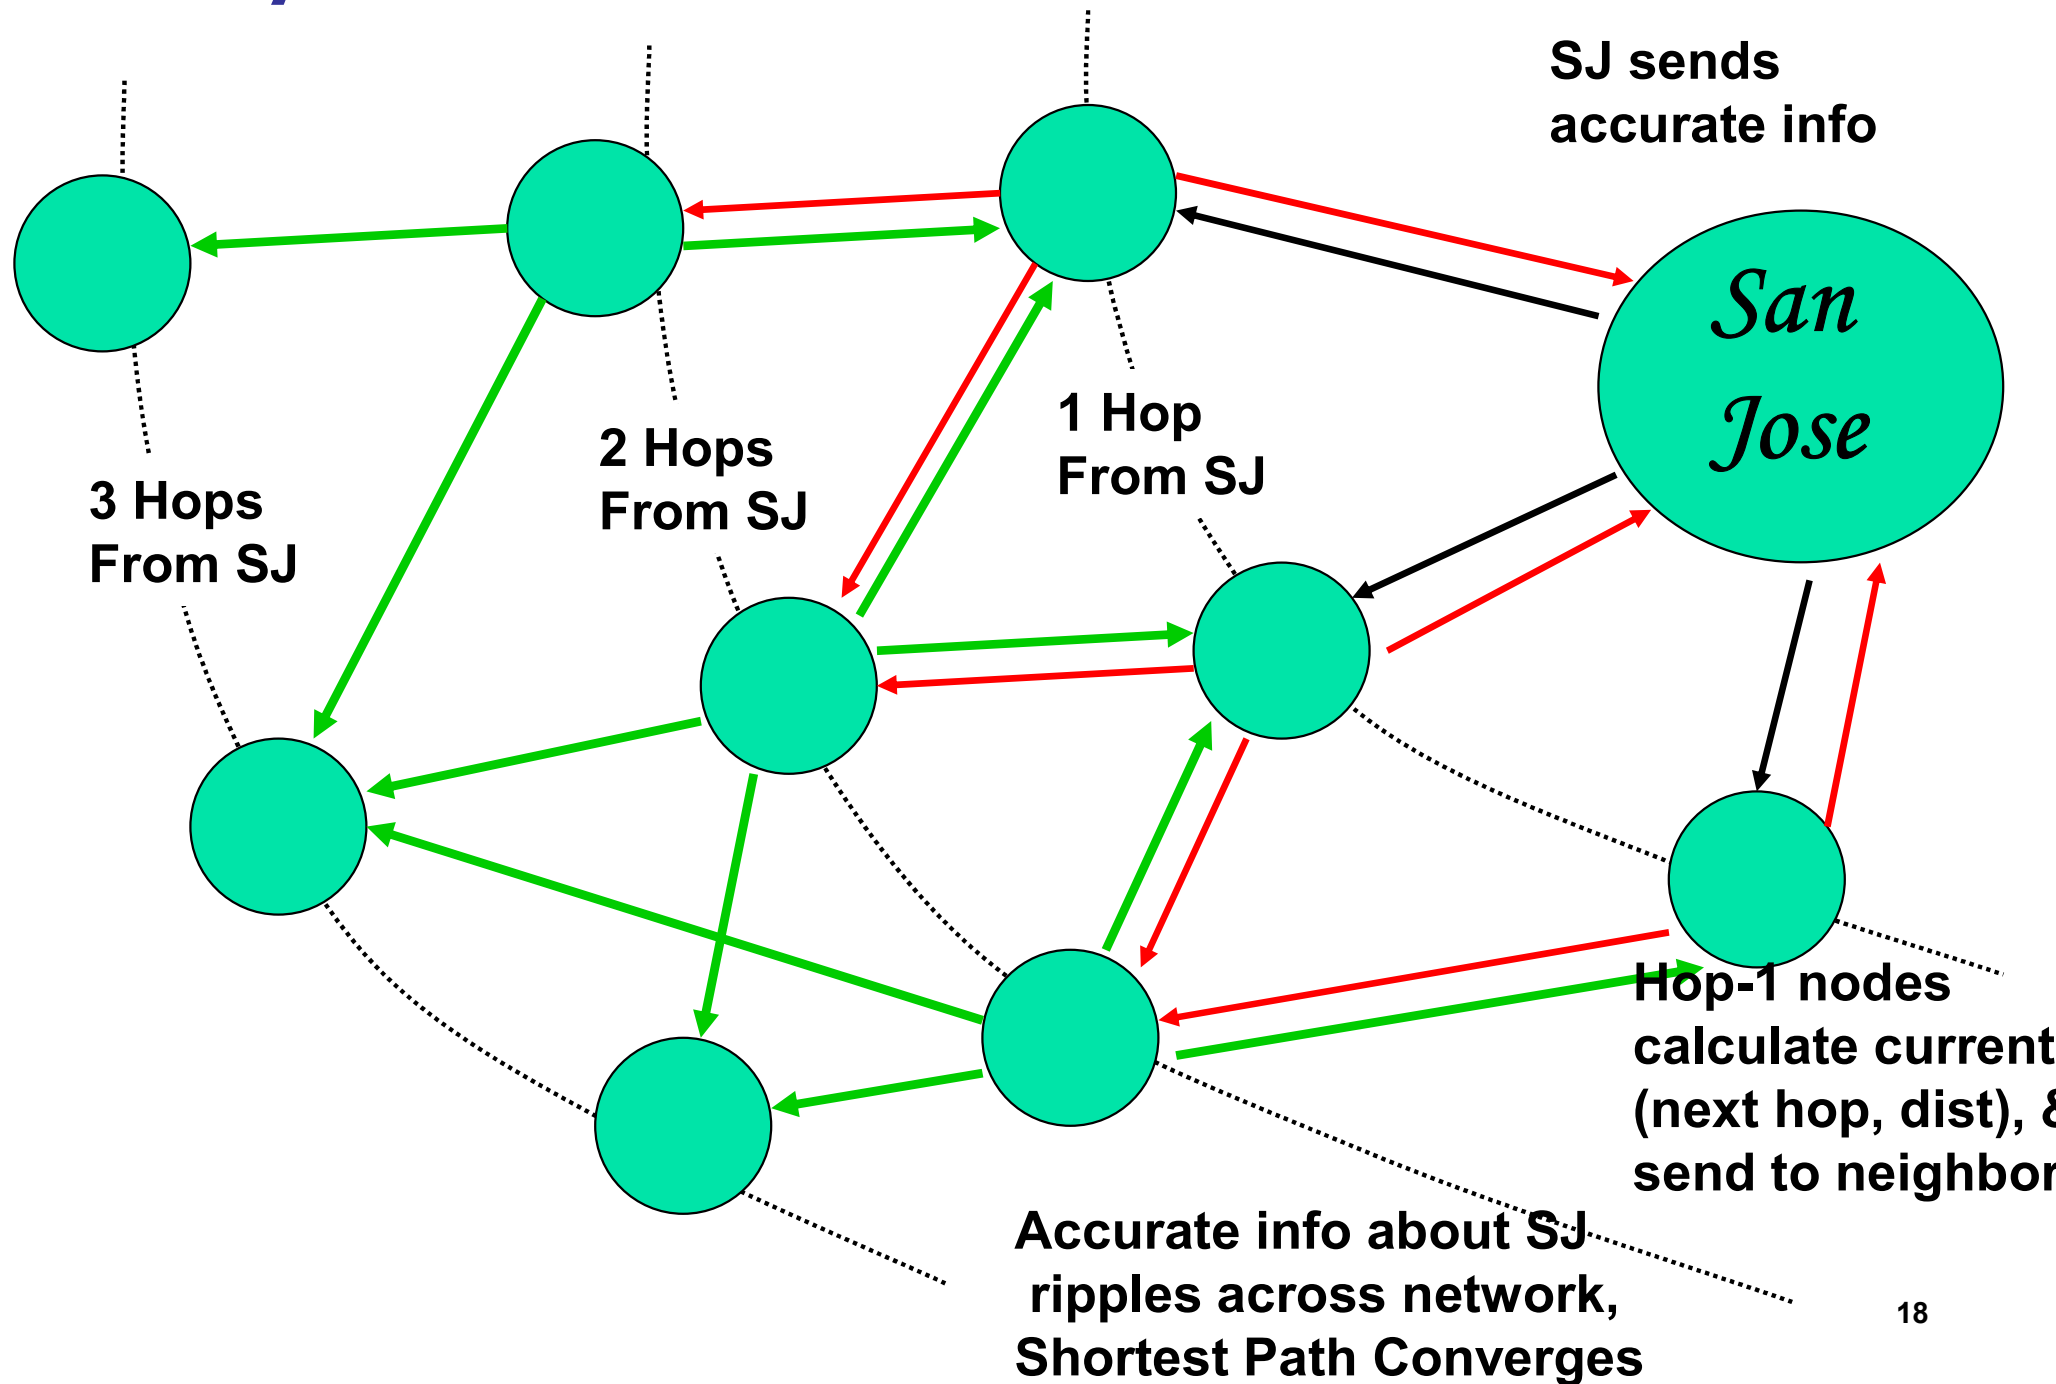 SJ sends
accurate info
San
Jose
1 Hop
From SJ
2 Hops
From SJ
3 Hops
From SJ
Hop-1 nodes
calculate current
(next hop, dist), &
send to neighbor
Accurate info about SJ
ripples across network,
Shortest Path Converges
18